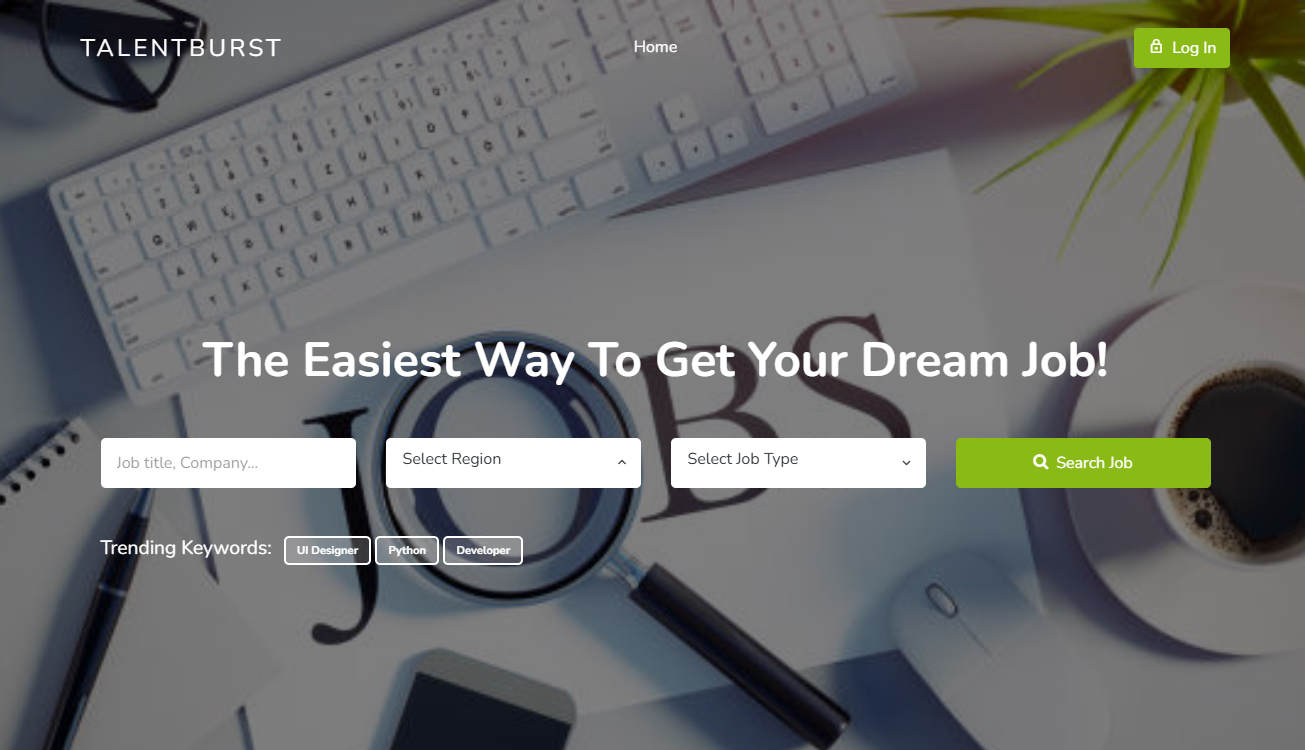 TALENTBURST
Home
Log In
JOBS
The Easiest Way To Get Your Dream Job!
Job title, Company...
Select Region
Select Job Type
Search Job
Trending Keywords:
UI Designer
Python
Developer